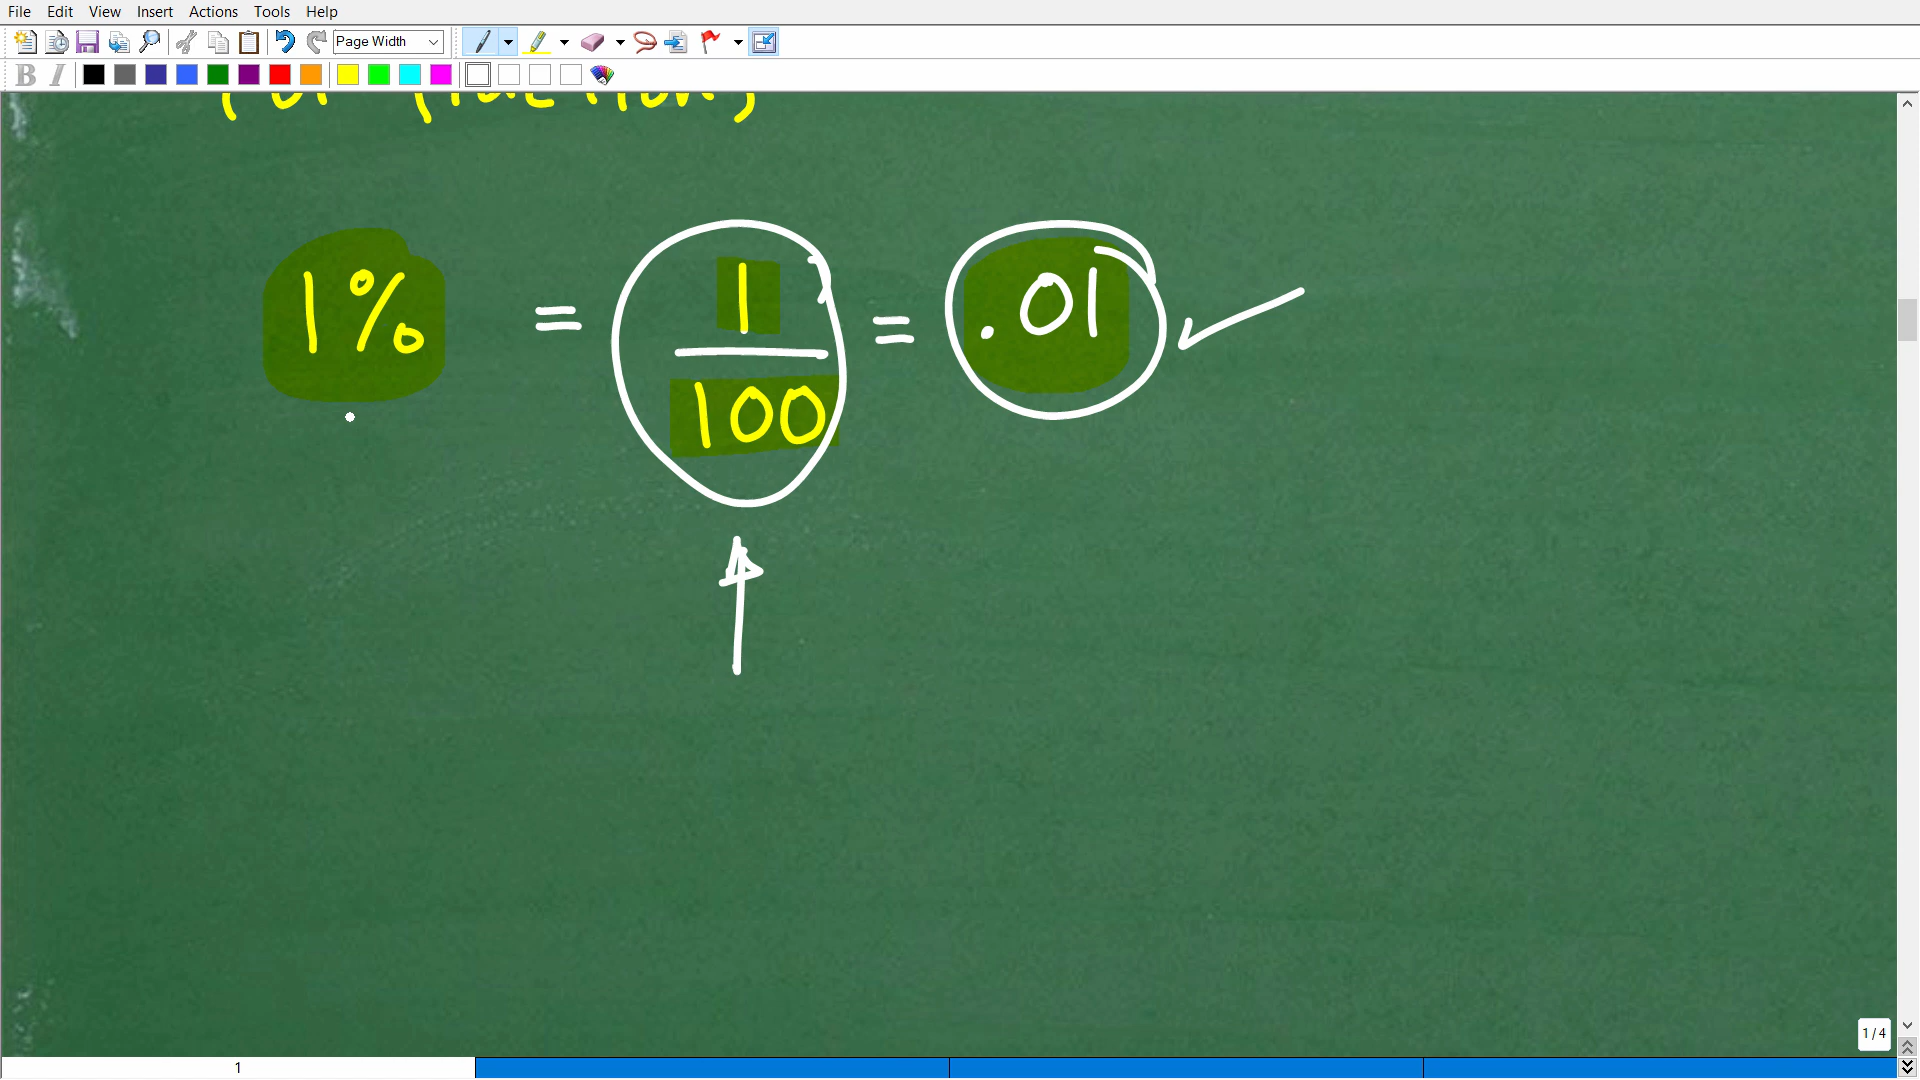 File Edit View Insert Actions Tools Help
Page Width
B I
1% = 1/100 = .01
1 / 4
1